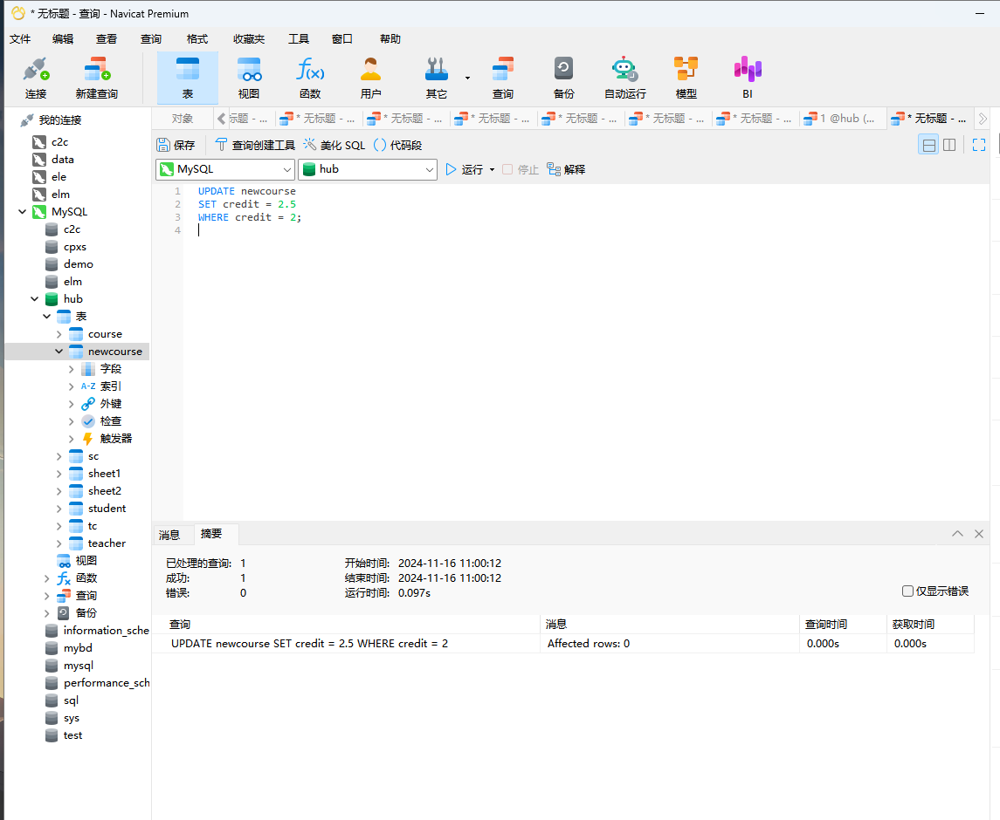 * 无标题 - 查询 - Navicat Premium
文件 编辑 查看 查询 格式 收藏夹 工具 窗口 帮助
连接 新建查询 表 视图 函数 用户 其它 查询 备份 自动运行 模型 BI
我的连接
c2c
data
ele
elm
MySQL
c2c
cpxs
demo
elm
hub
表
course
newcourse
字段
索引
外键
检查
触发器
sc
sheet1
sheet2
student
tc
teacher
视图
函数
查询
备份
information_sche
mybd
mysql
performance_sch
sql
sys
test
对象 标题 - ... * 无标题 - ... * 无标题 - ... * 无标题 - ... * 无标题 - ... * 无标题 - ... * 无标题 - ... 1 @hub (... * 无标题 - ...
保存 查询创建工具 美化 SQL () 代码段
MySQL hub 运行 停止 解释
1 UPDATE newcourse
2 SET credit = 2.5
3 WHERE credit = 2;
4
消息 摘要
已处理的查询: 1 开始时间: 2024-11-16 11:00:12
成功: 1 结束时间: 2024-11-16 11:00:12
错误: 0 运行时间: 0.097s
仅显示错误
查询 消息 查询时间 获取时间
UPDATE newcourse SET credit = 2.5 WHERE credit = 2 Affected rows: 0 0.000s 0.000s